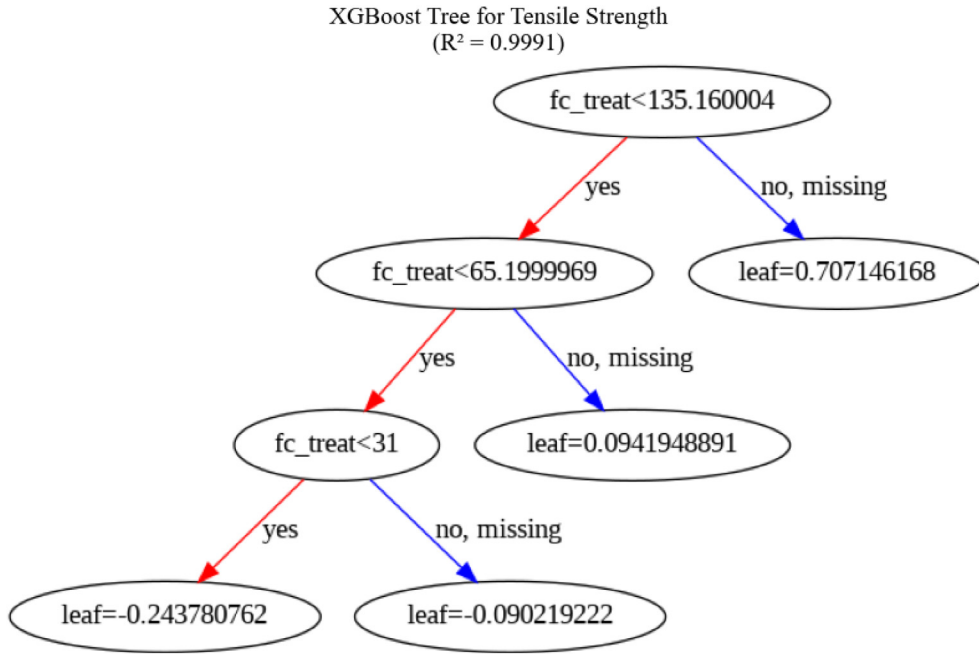 XGBoost Tree for Tensile Strength
(R² = 0.9991)
fc_treat<135.160004
yes
no, missing
fc_treat<65.1999969
leaf=0.707146168
yes
no, missing
fc_treat<31
leaf=0.0941948891
yes
no, missing
leaf=-0.243780762
leaf=-0.090219222